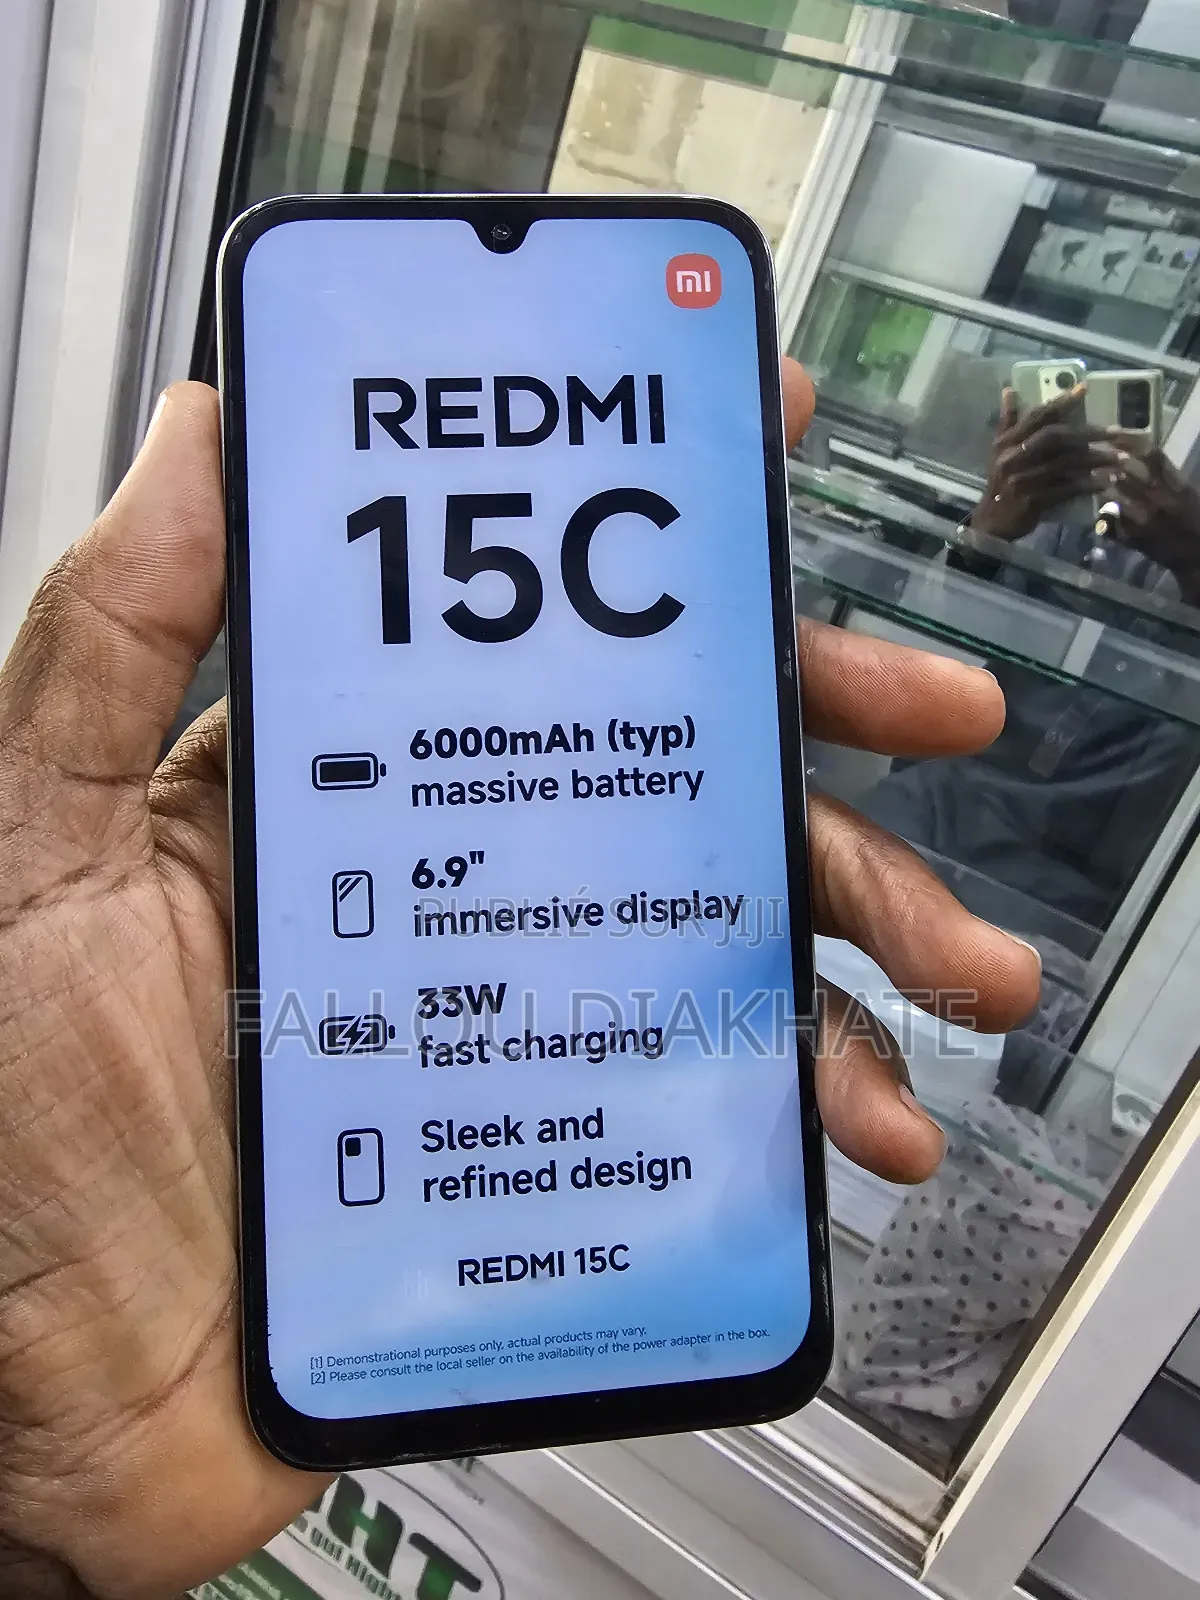 mi
REDMI
15C
6000mAh (typ)
massive battery
6.9"
immersive display
PUBLIÉ SUR JIJI
33W
FALLOU DIAKHATE
fast charging
Sleek and
refined design
REDMI 15C
[1] Demonstrational purposes only, actual products may vary.
[2] Please consult the local seller on the availability of the power adapter in the box.